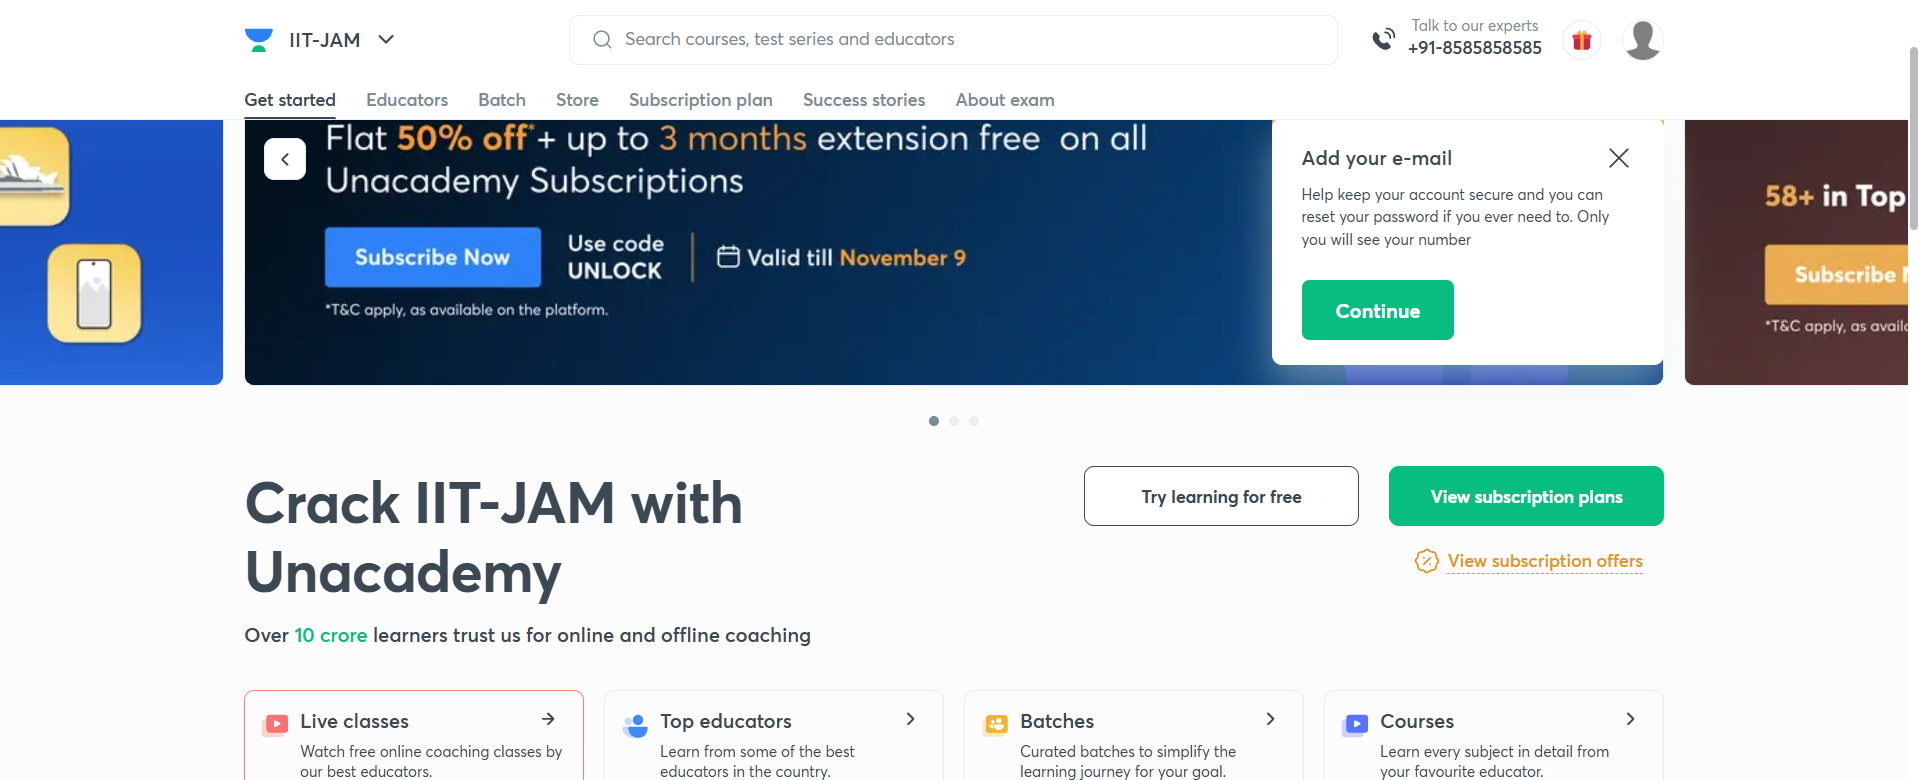 IIT-JAM
Search courses, test series and educators
Talk to our experts
+91-8585858585
Get started
Educators
Batch
Store
Subscription plan
Success stories
About exam
Flat 50% off*+ up to 3 months extension free on all
Unacademy Subscriptions
Subscribe Now
Use code
UNLOCK
Valid till November 9
*T&C apply, as available on the platform.
Add your e-mail
Help keep your account secure and you can
reset your password if you ever need to. Only
you will see your number
Continue
58+ in Top
Subscribe
*T&C apply, as
Crack IIT-JAM with
Unacademy
Try learning for free
View subscription plans
View subscription offers
Over 10 crore learners trust us for online and offline coaching
Live classes
Watch free online coaching classes by
our best educators.
Top educators
Learn from some of the best
educators in the country.
Batches
Curated batches to simplify the
learning journey for your goal.
Courses
Learn every subject in detail from
your favourite educator.